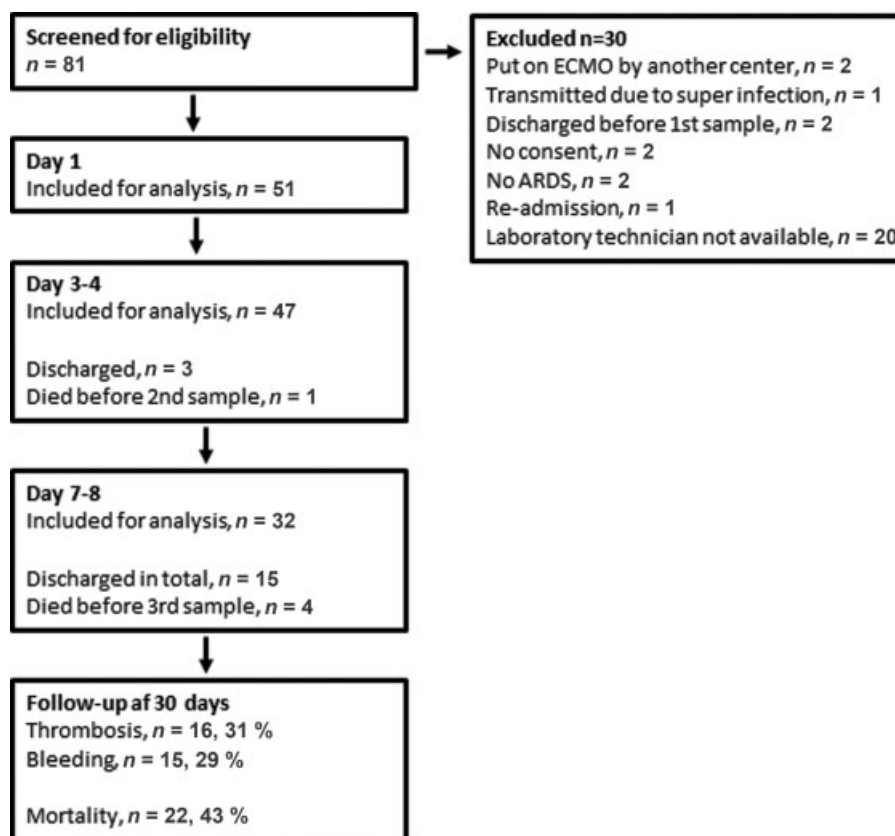 Screened for eligibility
n = 81
Excluded n=30
Put on ECMO by another center, n = 2
Transmitted due to super infection, n = 1
Discharged before 1st sample, n = 2
No consent, n = 2
No ARDS, n = 2
Re-admission, n = 1
Laboratory technician not available, n = 20
Day 1
Included for analysis, n = 51
Day 3-4
Included for analysis, n = 47
Discharged, n = 3
Died before 2nd sample, n = 1
Day 7-8
Included for analysis, n = 32
Discharged in total, n = 15
Died before 3rd sample, n = 4
Follow-up af 30 days
Thrombosis, n = 16, 31 %
Bleeding, n = 15, 29 %
Mortality, n = 22, 43 %